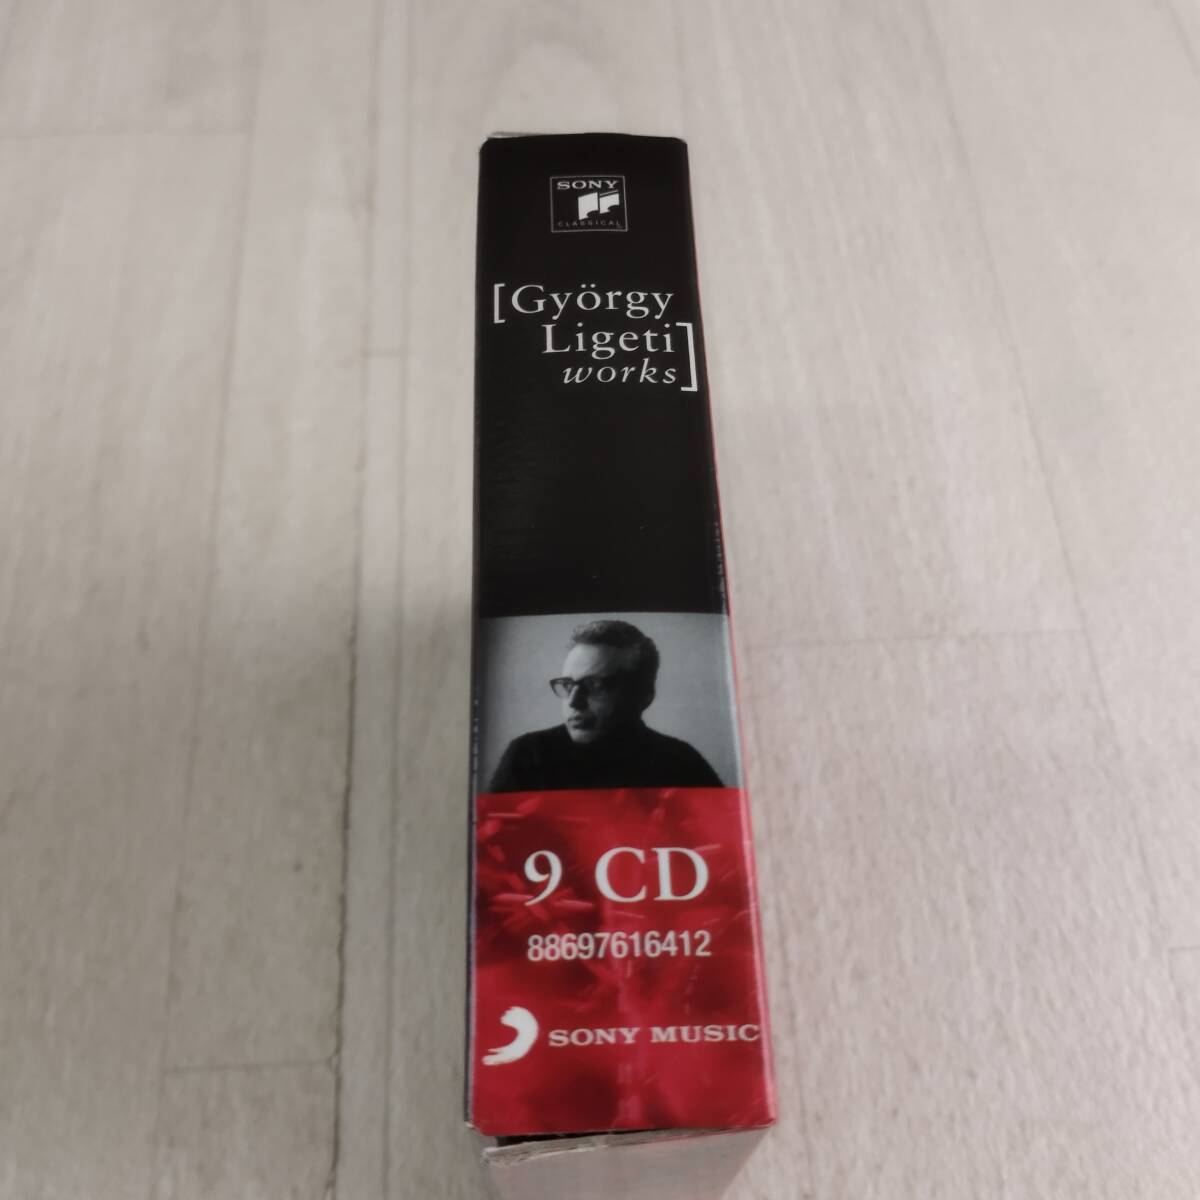 SONY
CLASSICAL
[György
Ligeti
works]
9 CD
88697616412
SONY MUSIC